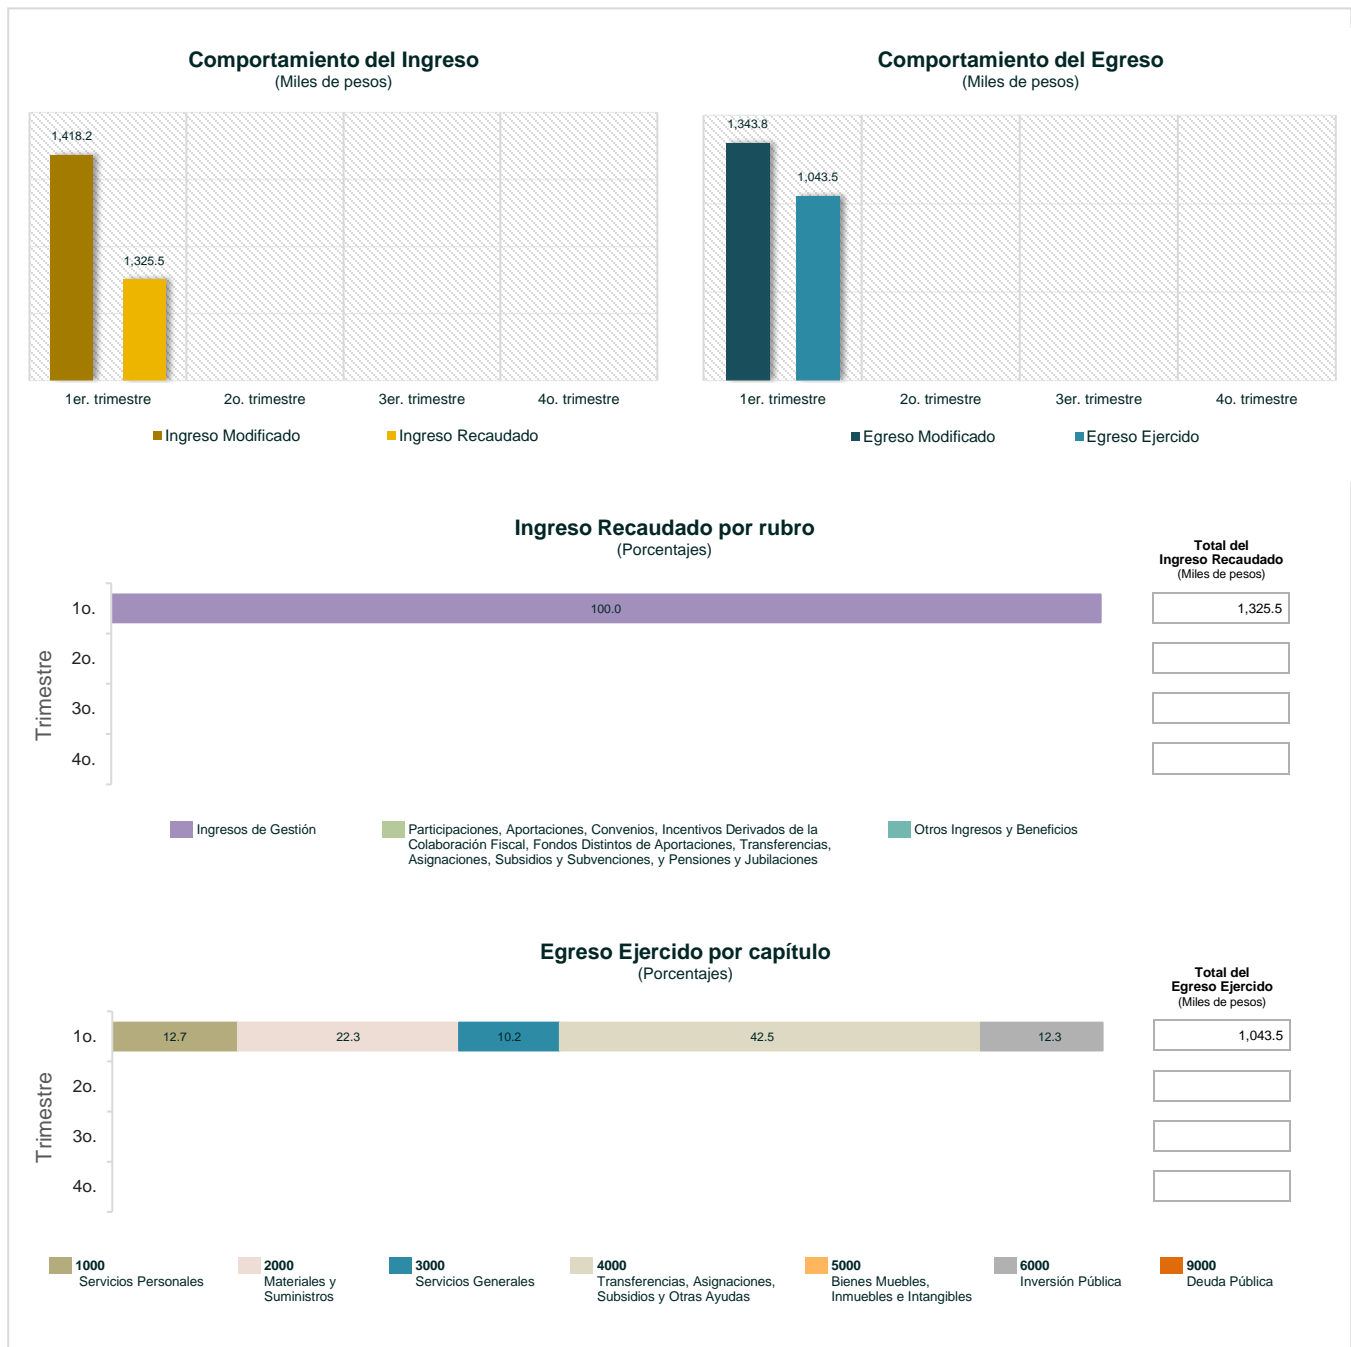 Comportamiento del Ingreso
(Miles de pesos)
1,418.2
1,325.5
1er. trimestre
2o. trimestre
3er. trimestre
4o. trimestre
Ingreso Modificado
Ingreso Recaudado
Comportamiento del Egreso
(Miles de pesos)
1,343.8
1,043.5
1er. trimestre
2o. trimestre
3er. trimestre
4o. trimestre
Egreso Modificado
Egreso Ejercido
Ingreso Recaudado por rubro
(Porcentajes)
Total del
Ingreso Recaudado
(Miles de pesos)
Trimestre
1o.
100.0
1,325.5
2o.
3o.
4o.
Ingresos de Gestión
Participaciones, Aportaciones, Convenios, Incentivos Derivados de la
Colaboración Fiscal, Fondos Distintos de Aportaciones, Transferencias,
Asignaciones, Subsidios y Subvenciones, y Pensiones y Jubilaciones
Otros Ingresos y Beneficios
Egreso Ejercido por capítulo
(Porcentajes)
Total del
Egreso Ejercido
(Miles de pesos)
Trimestre
1o.
12.7
22.3
10.2
42.5
12.3
1,043.5
2o.
3o.
4o.
1000
Servicios Personales
2000
Materiales y
Suministros
3000
Servicios Generales
4000
Transferencias, Asignaciones,
Subsidios y Otras Ayudas
5000
Bienes Muebles,
Inmuebles e Intangibles
6000
Inversión Pública
9000
Deuda Pública